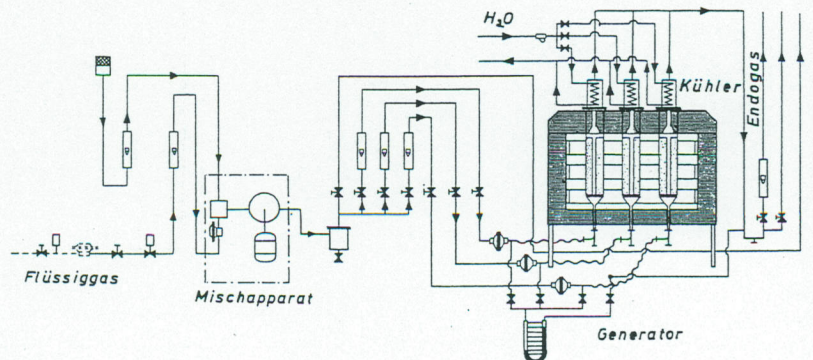 H₂O
Kühler
Endogas
Flüssiggas
Mischapparat
Generator